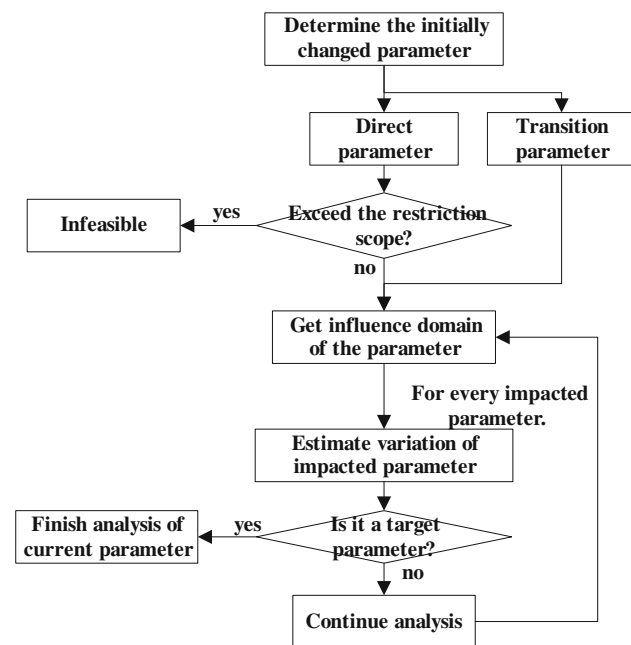 Determine the initially
changed parameter
Direct
parameter
Transition
parameter
Exceed the restriction
scope?
yes
Infeasible
no
Get influence domain
of the parameter
For every impacted
parameter.
Estimate variation of
impacted parameter
Is it a target
parameter?
yes
Finish analysis of
current parameter
no
Continue analysis